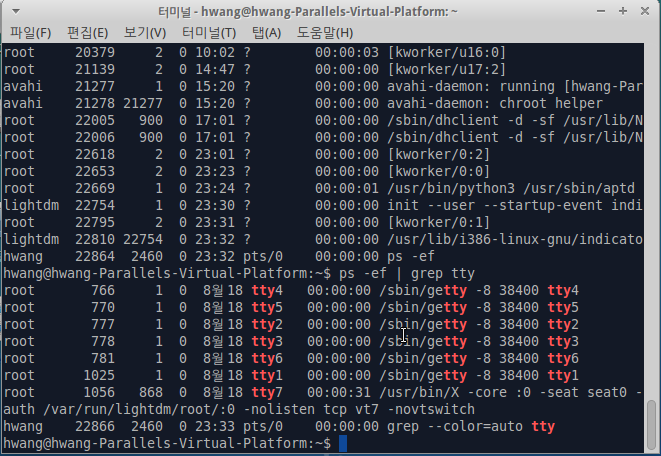 터미널 - hwang@hwang-Parallels-Virtual-Platform: ~
파일(F) 편집(E) 보기(V) 터미널(T) 탭(A) 도움말(H)
root 20379 2 0 10:02 ? 00:00:03 [kworker/u16:0]
root 21139 2 0 14:47 ? 00:00:00 [kworker/u17:2]
avahi 21277 1 0 15:20 ? 00:00:00 avahi-daemon: running [hwang-Par
avahi 21278 21277 0 15:20 ? 00:00:00 avahi-daemon: chroot helper
root 22005 900 0 17:01 ? 00:00:00 /sbin/dhclient -d -sf /usr/lib/N
root 22006 900 0 17:01 ? 00:00:00 /sbin/dhclient -d -sf /usr/lib/N
root 22618 2 0 23:01 ? 00:00:00 [kworker/0:2]
root 22653 2 0 23:23 ? 00:00:00 [kworker/0:0]
root 22669 1 0 23:24 ? 00:00:01 /usr/bin/python3 /usr/sbin/aptd
lightdm 22754 1 0 23:30 ? 00:00:00 init --user --startup-event indi
root 22795 2 0 23:31 ? 00:00:00 [kworker/0:1]
lightdm 22810 22754 0 23:32 ? 00:00:00 /usr/lib/i386-linux-gnu/indicato
hwang 22864 2460 0 23:32 pts/0 00:00:00 ps -ef
hwang@hwang-Parallels-Virtual-Platform:~$ ps -ef | grep tty
root 766 1 0 8월18 tty4 00:00:00 /sbin/getty -8 38400 tty4
root 770 1 0 8월18 tty5 00:00:00 /sbin/getty -8 38400 tty5
root 777 1 0 8월18 tty2 00:00:00 /sbin/getty -8 38400 tty2
root 778 1 0 8월18 tty3 00:00:00 /sbin/getty -8 38400 tty3
root 781 1 0 8월18 tty6 00:00:00 /sbin/getty -8 38400 tty6
root 1025 1 0 8월18 tty1 00:00:00 /sbin/getty -8 38400 tty1
root 1056 868 0 8월18 tty7 00:00:31 /usr/bin/X -core :0 -seat seat0 -
auth /var/run/lightdm/root/:0 -nolisten tcp vt7 -novtswitch
hwang 22866 2460 0 23:33 pts/0 00:00:00 grep --color=auto tty
hwang@hwang-Parallels-Virtual-Platform:~$